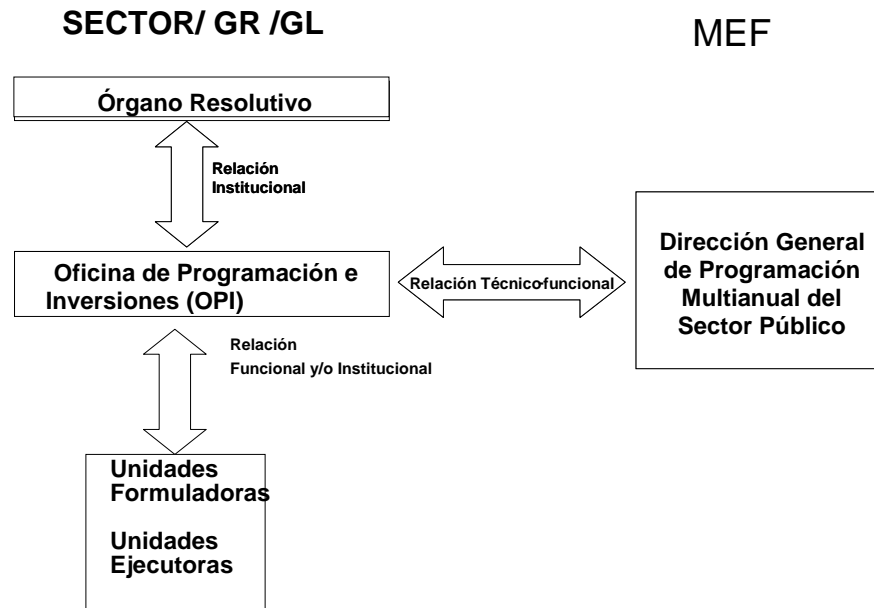 SECTOR/ GR /GL
MEF
Órgano Resolutivo
Relación
Institucional
Oficina de Programación e
Inversiones (OPI)
Relación Técnico-funcional
Dirección General
de Programación
Multianual del
Sector Público
Relación
Funcional y/o Institucional
Unidades
Formuladoras
Unidades
Ejecutoras